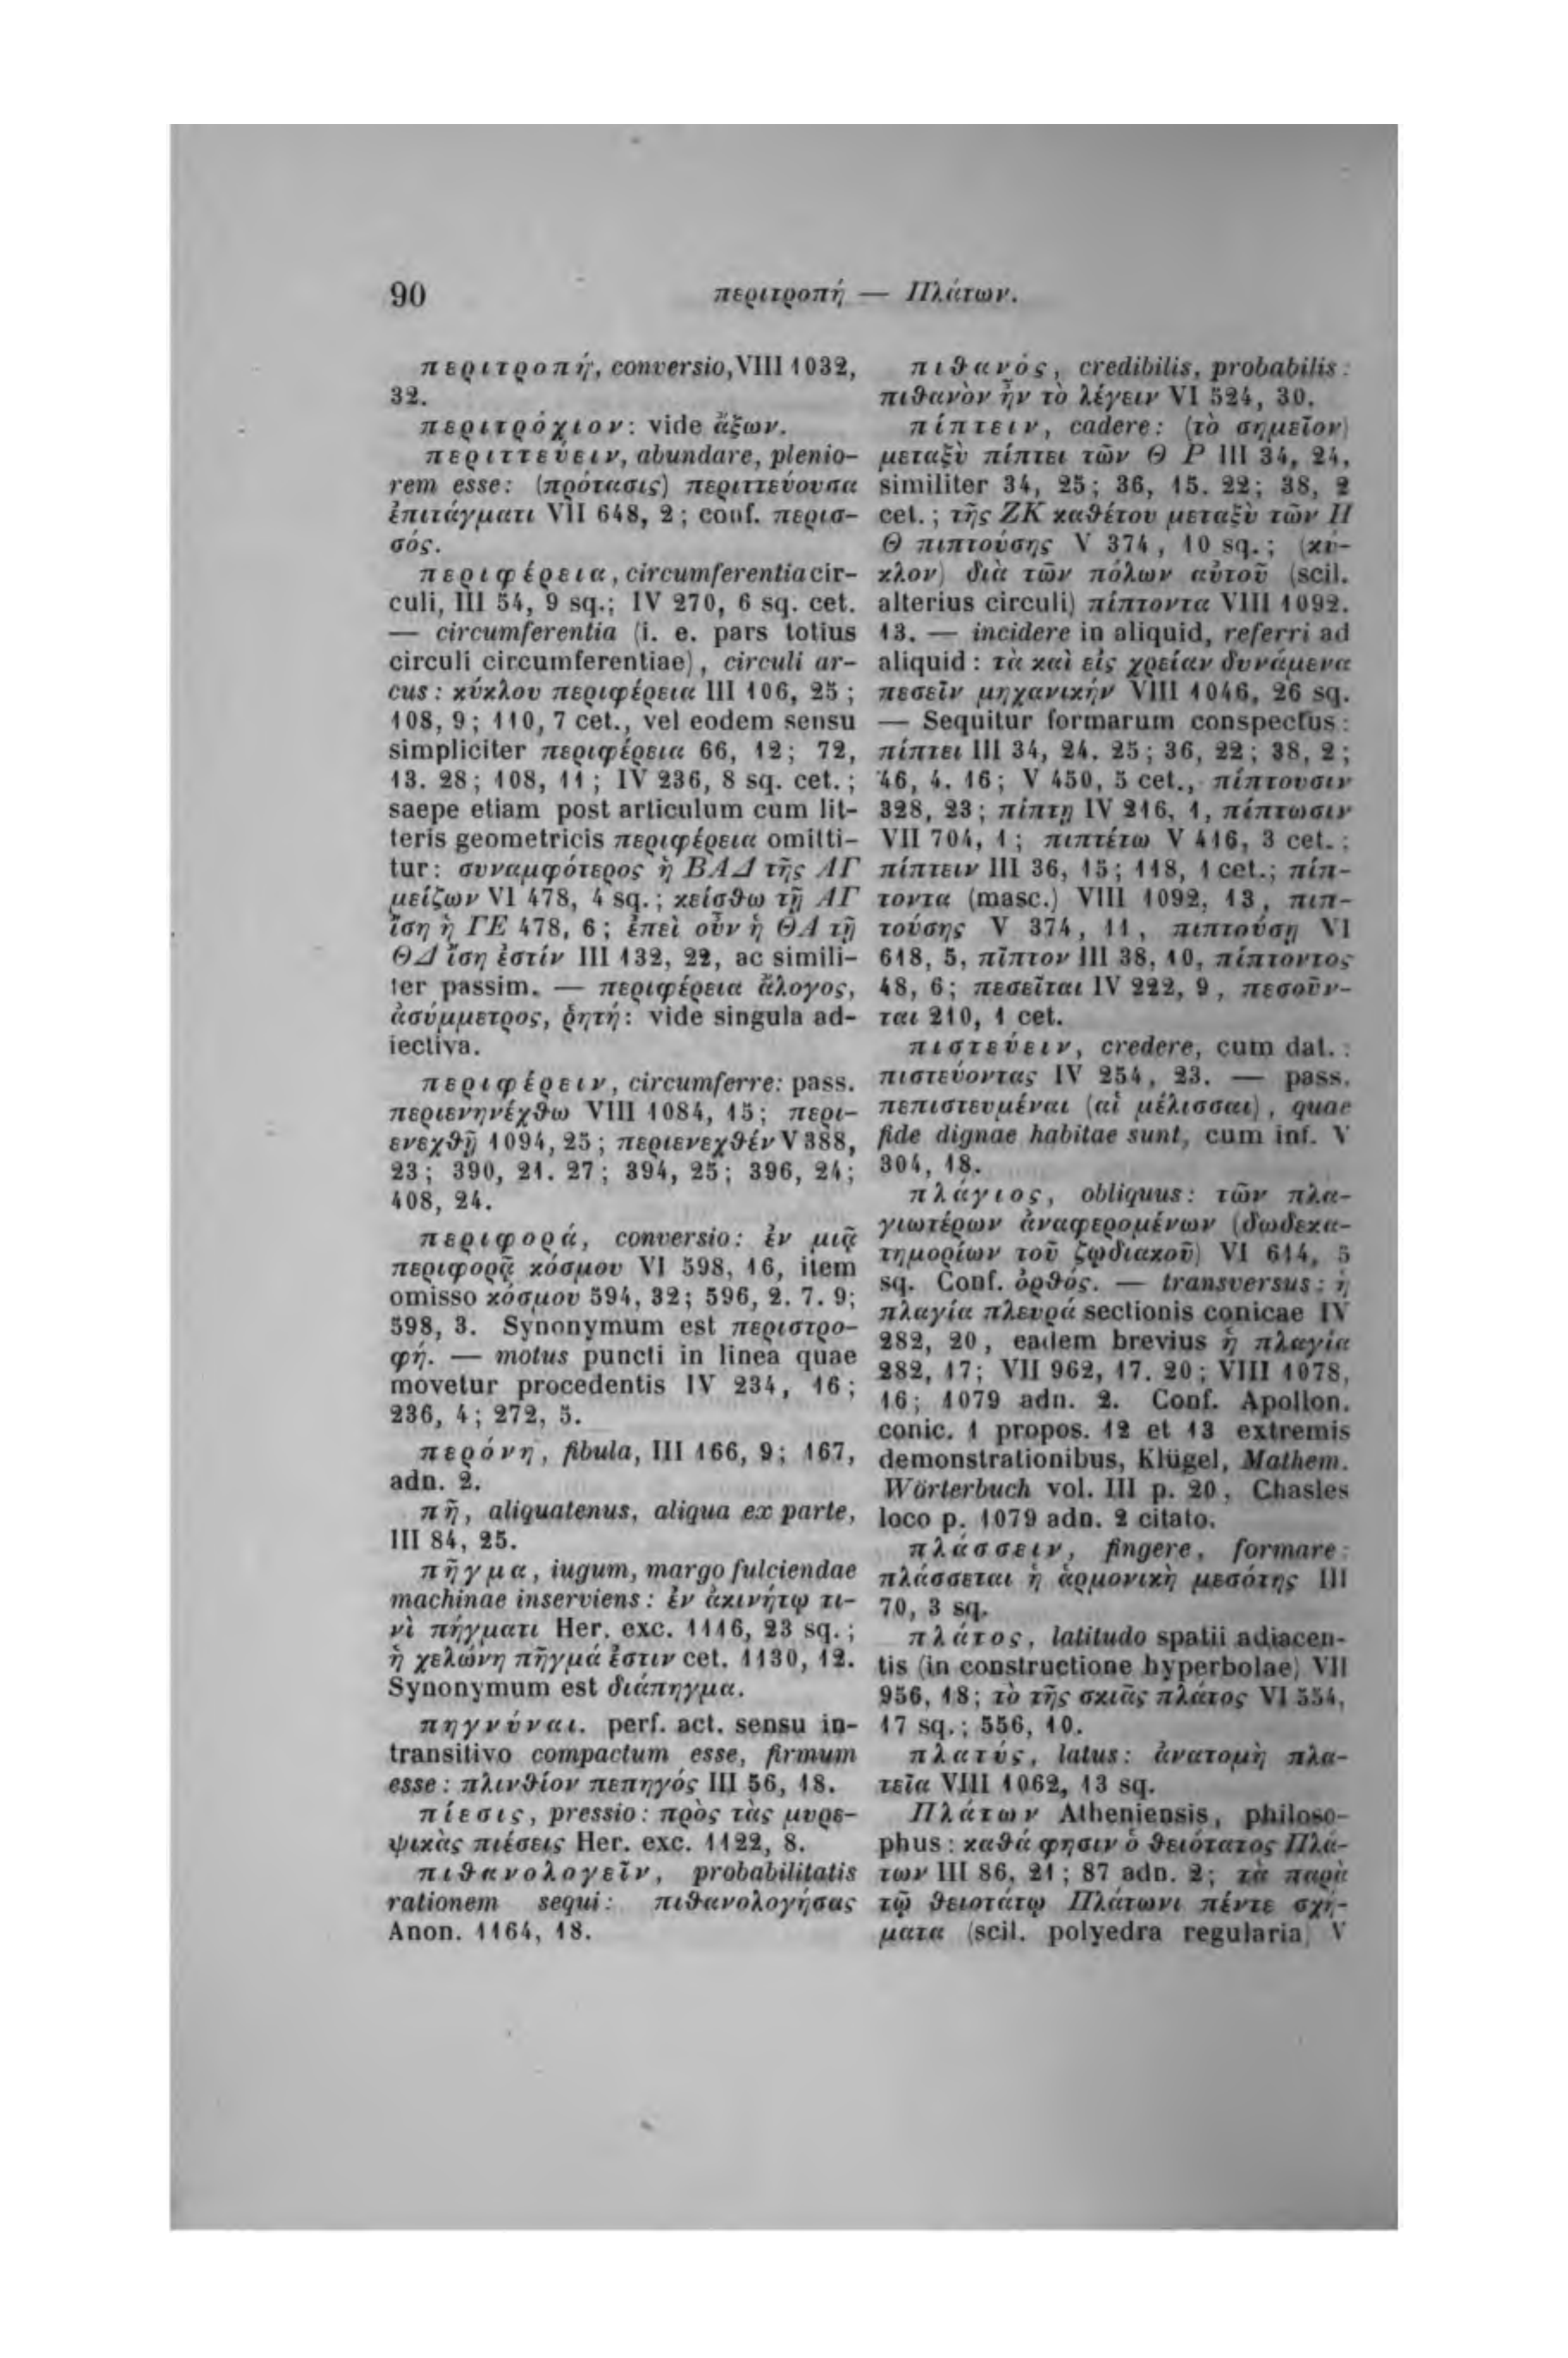 90
περιτροπή — Πλάτων.
περιτροπή, conversio, VIII 1032,
32.
περιτρόχιον: vide ἄξων.
περιττεύειν, abundare, plenio-
rem esse: (πρότασις) περιττεύουσα
ἐπιτάγματι VII 648, 2; conf. περισ-
σός.
περιφέρεια, circumferentia cir-
culi, III 54, 9 sq.; IV 270, 6 sq. cet.
— circumferentia (i. e. pars totius
circuli circumferentiae), circuli ar-
cus: κύκλου περιφέρεια III 106, 25;
108, 9; 110, 7 cet., vel eodem sensu
simpliciter περιφέρεια 66, 12; 72,
13. 28; 108, 11; IV 236, 8 sq. cet.;
saepe etiam post articulum cum lit-
teris geometricis περιφέρεια omitti-
tur: συναμφότερος ἡ ΒΑΔ τῆς ΑΓ
μείζων VI 478, 4 sq.; κείσθω τῇ ΑΓ
ἴση ἡ ΓΕ 478, 6; ἐπεὶ οὖν ἡ ΘΑ τῇ
ΘΔ ἴση ἐστίν III 132, 22, ac simili-
ter passim. — περιφέρεια ἄλογος,
ἀσύμμετρος, ῥητή: vide singula ad-
iectiva.
περιφέρειν, circumferre: pass.
περιενηνέχθω VIII 1084, 15; περι-
ενεχθῇ 1094, 25; περιενεχθέν V 388,
23; 390, 21. 27; 394, 25; 396, 24;
408, 24.
περιφορά, conversio: ἐν μιᾷ
περιφορᾷ κόσμου VI 598, 16, item
omisso κόσμου 594, 32; 596, 2. 7. 9;
598, 3. Synonymum est περιστρο-
φή. — motus puncti in linea quae
movetur procedentis IV 234, 16;
236, 4; 272, 5.
περόνη, fibula, III 166, 9; 167,
adn. 2.
πῇ, aliquatenus, aliqua ex parte,
III 84, 25.
πῆγμα, iugum, margo fulciendae
machinae inserviens: ἐν ἀκινήτῳ τι-
νὶ πήγματι Her. exc. 1116, 23 sq.;
ἡ χελώνη πῆγμά ἐστιν cet. 1130, 12.
Synonymum est διάπηγμα.
πηγνύναι. perf. act. sensu in-
transitivo compactum esse, firmum
esse: πλινθίον πεπηγός III 56, 18.
πίεσις, pressio: πρὸς τὰς μυρε-
ψικὰς πιέσεις Her. exc. 1122, 8.
πιθανολογεῖν, probabilitatis
rationem sequi: πιθανολογήσας
Anon. 1164, 18.
πιθανός, credibilis, probabilis:
πιθανὸν ἦν τὸ λέγειν VI 524, 30.
πίπτειν, cadere: (τὸ σημεῖον)
μεταξὺ πίπτει τῶν Θ Ρ III 34, 24,
similiter 34, 25; 36, 15. 22; 38, 2
cet.; τῆς ΖΚ καθέτου μεταξὺ τῶν Π
Θ πιπτούσης V 374, 10 sq.; (κύ-
κλον) διὰ τῶν πόλων αὐτοῦ (scil.
alterius circuli) πίπτοντα VIII 1092.
13. — incidere in aliquid, referri ad
aliquid: τὰ καὶ εἰς χρείαν δυνάμενα
πεσεῖν μηχανικήν VIII 1046, 26 sq.
— Sequitur formarum conspectus:
πίπτει III 34, 24. 25; 36, 22; 38, 2;
46, 4. 16; V 450, 5 cet., πίπτουσιν
328, 23; πίπτῃ IV 216, 1, πίπτωσιν
VII 704, 1; πιπτέτω V 416, 3 cet.;
πίπτειν III 36, 15; 118, 1 cet.; πίπ-
τοντα (masc.) VIII 1092, 13, πιπ-
τούσης V 374, 11, πιπτούσῃ VI
618, 5, πῖπτον III 38, 10, πίπτοντος
48, 6; πεσεῖται IV 222, 9, πεσοῦν-
ται 210, 1 cet.
πιστεύειν, credere, cum dat.:
πιστεύοντας IV 254, 23. — pass.
πεπιστευμέναι (αἱ μέλισσαι), quae
fide dignae habitae sunt, cum inf. V
304, 18.
πλάγιος, obliquus: τῶν πλα-
γιωτέρων ἀναφερομένων (δωδεκα-
τημορίων τοῦ ζῳδιακοῦ) VI 614, 5
sq. Conf. ὀρθός. — transversus: ἡ
πλαγία πλευρά sectionis conicae IV
282, 20, eadem brevius ἡ πλαγία
282, 17; VII 962, 17. 20; VIII 1078,
16; 1079 adn. 2. Conf. Apollon.
conic. 1 propos. 12 et 13 extremis
demonstrationibus, Klügel, Mathem.
Wörterbuch vol. III p. 20, Chasles
loco p. 1079 adn. 2 citato.
πλάσσειν, fingere, formare:
πλάσσεται ἡ ἁρμονικὴ μεσότης III
70, 3 sq.
πλάτος, latitudo spatii adiacen-
tis (in constructione hyperbolae) VII
956, 18; τὸ τῆς σκιᾶς πλάτος VI 554,
17 sq.; 556, 10.
πλατύς, latus: ἀνατομὴ πλα-
τεῖα VIII 1062, 13 sq.
Πλάτων Atheniensis, philoso-
phus: καθά φησιν ὁ θειότατος Πλά-
των III 86, 21; 87 adn. 2; τὰ παρὰ
τῷ θειοτάτῳ Πλάτωνι πέντε σχή-
ματα (scil. polyedra regularia) V